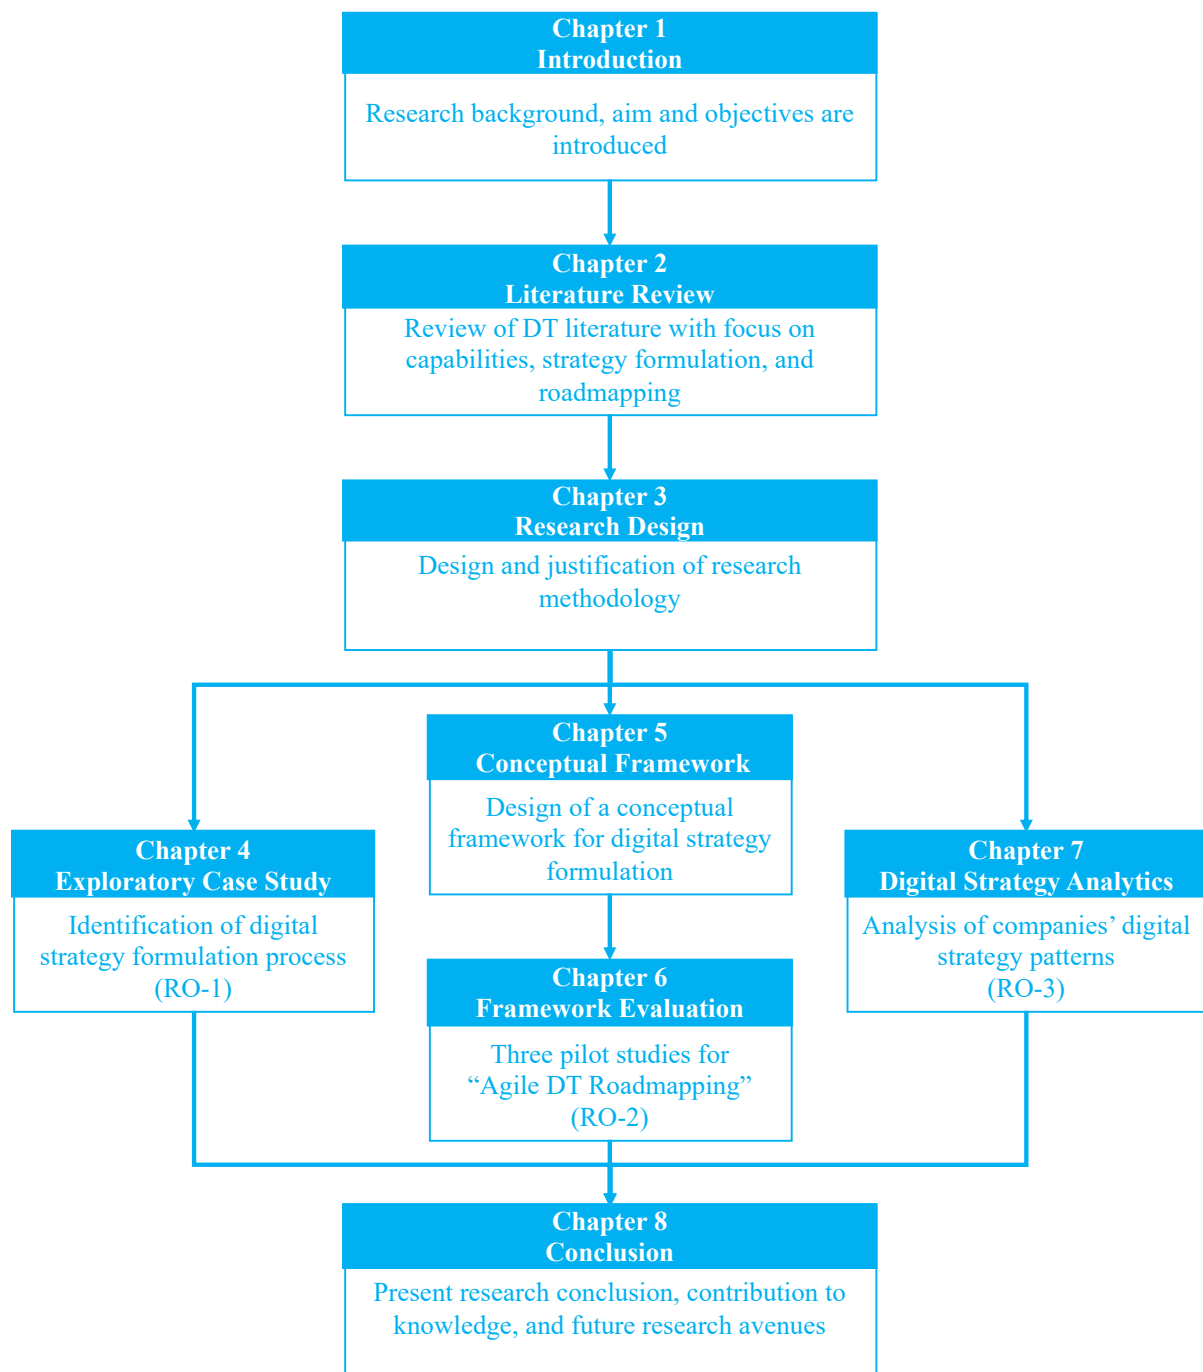 Chapter 1
Introduction
Research background, aim and objectives are
introduced
Chapter 2
Literature Review
Review of DT literature with focus on
capabilities, strategy formulation, and
roadmapping
Chapter 3
Research Design
Design and justification of research
methodology
Chapter 4
Exploratory Case Study
Identification of digital
strategy formulation process
(RO-1)
Chapter 5
Conceptual Framework
Design of a conceptual
framework for digital strategy
formulation
Chapter 6
Framework Evaluation
Three pilot studies for
“Agile DT Roadmapping”
(RO-2)
Chapter 7
Digital Strategy Analytics
Analysis of companies’ digital
strategy patterns
(RO-3)
Chapter 8
Conclusion
Present research conclusion, contribution to
knowledge, and future research avenues